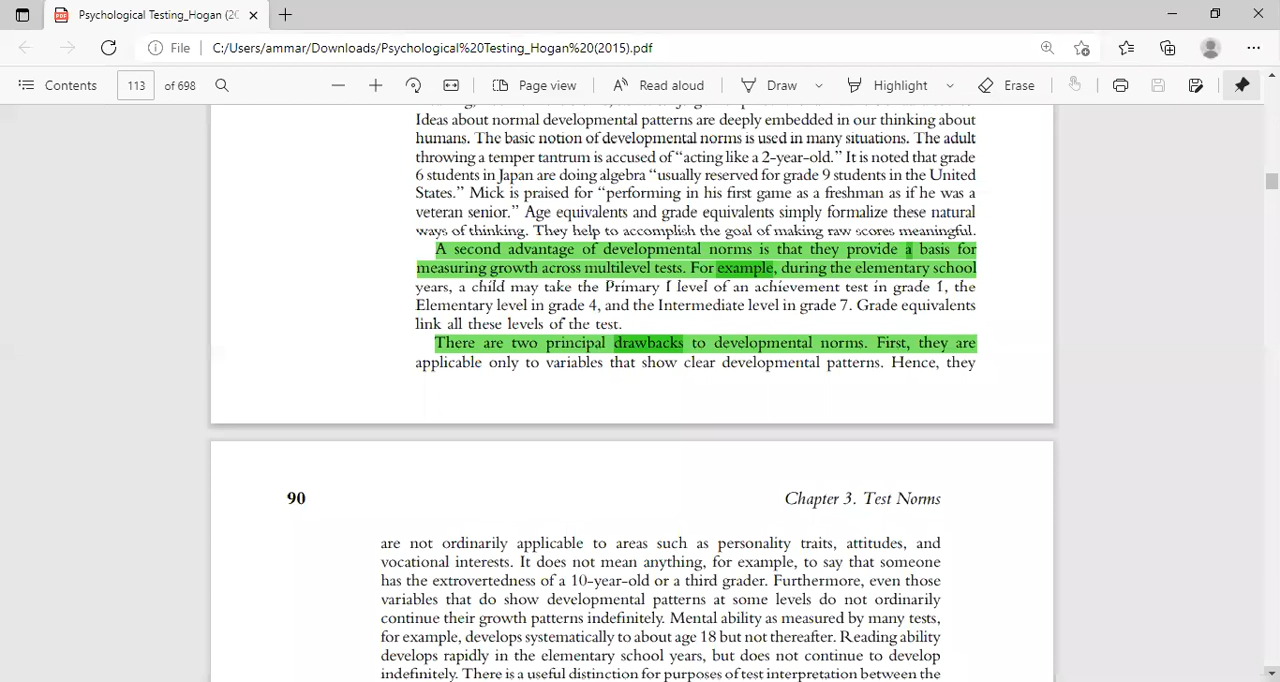 Psychological Testing_Hogan (20
File
C:/Users/ammar/Downloads/Psychological%20Testing_Hogan%20(2015).pdf
Contents 113 of 698 Page view Read aloud Draw Highlight Erase
Ideas about normal developmental patterns are deeply embedded in our thinking about
humans. The basic notion of developmental norms is used in many situations. The adult
throwing a temper tantrum is accused of “acting like a 2-year-old.” It is noted that grade
6 students in Japan are doing algebra “usually reserved for grade 9 students in the United
States.” Mick is praised for “performing in his first game as a freshman as if he was a
veteran senior.” Age equivalents and grade equivalents simply formalize these natural
ways of thinking. They help to accomplish the goal of making raw scores meaningful.
A second advantage of developmental norms is that they provide a basis for
measuring growth across multilevel tests. For example, during the elementary school
years, a child may take the Primary I level of an achievement test in grade 1, the
Elementary level in grade 4, and the Intermediate level in grade 7. Grade equivalents
link all these levels of the test.
There are two principal drawbacks to developmental norms. First, they are
applicable only to variables that show clear developmental patterns. Hence, they
90 Chapter 3. Test Norms
are not ordinarily applicable to areas such as personality traits, attitudes, and
vocational interests. It does not mean anything, for example, to say that someone
has the extrovertedness of a 10-year-old or a third grader. Furthermore, even those
variables that do show developmental patterns at some levels do not ordinarily
continue their growth patterns indefinitely. Mental ability as measured by many tests,
for example, develops systematically to about age 18 but not thereafter. Reading ability
develops rapidly in the elementary school years, but does not continue to develop
indefinitely. There is a useful distinction for purposes of test interpretation between the